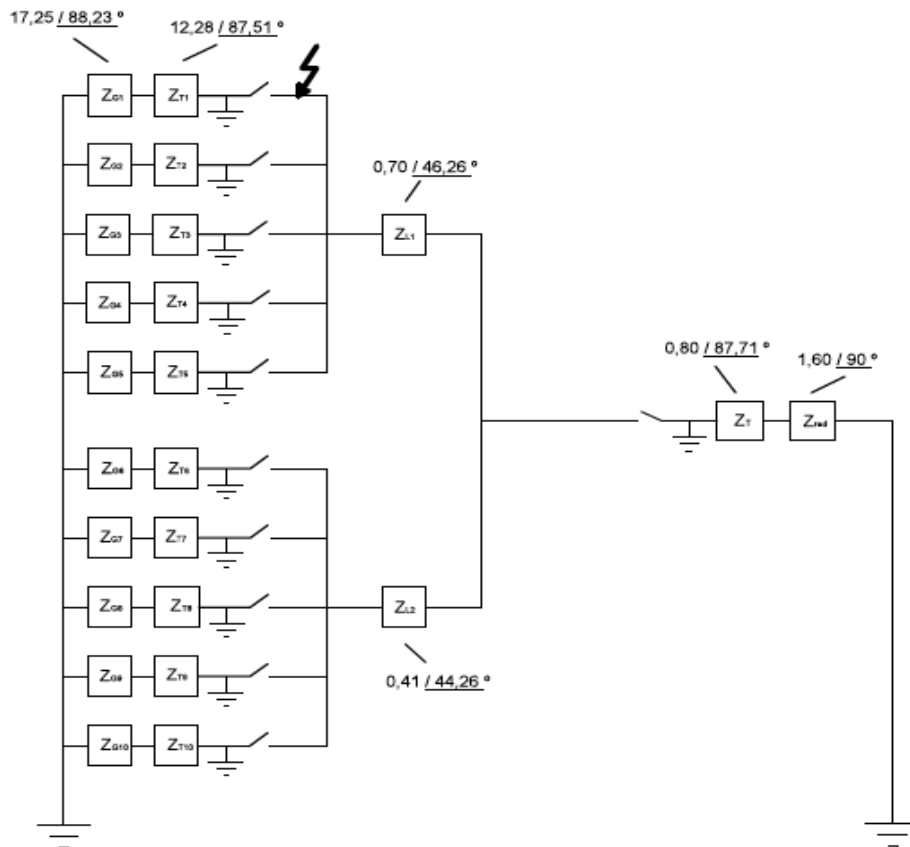 17,25 / 88,23 º
12,28 / 87,51 º
ZG1 ZT1
0,70 / 46,26 º
ZG2 ZT2
ZG3 ZT3 ZL1
ZG4 ZT4
0,80 / 87,71 º
1,60 / 90 º
ZG5 ZT5
ZT Zred
ZG6 ZT6
ZG7 ZT7
ZG8 ZT8 ZL2
ZG9 ZT9
0,41 / 44,26 º
ZG10 ZT10